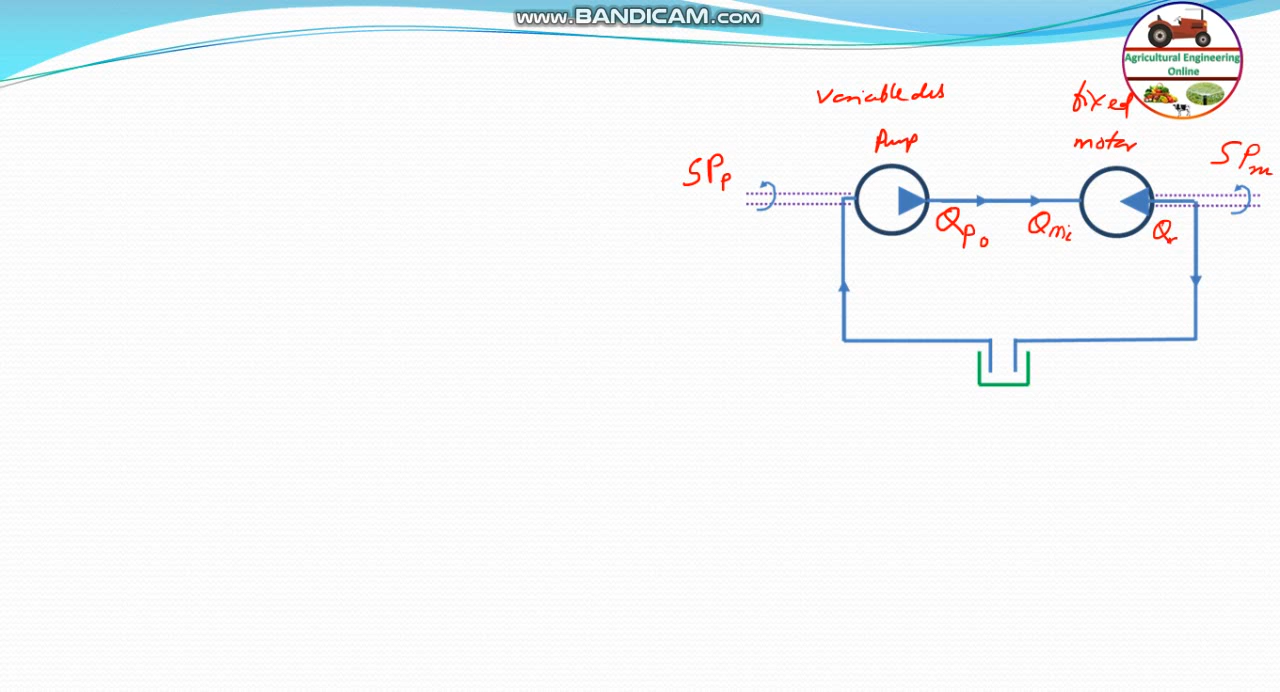 www.BANDICAM.com
Agricultural Engineering
Online
Variable dis
Pump
fixed
motor
SPp
SPm
Qpo
Qmi